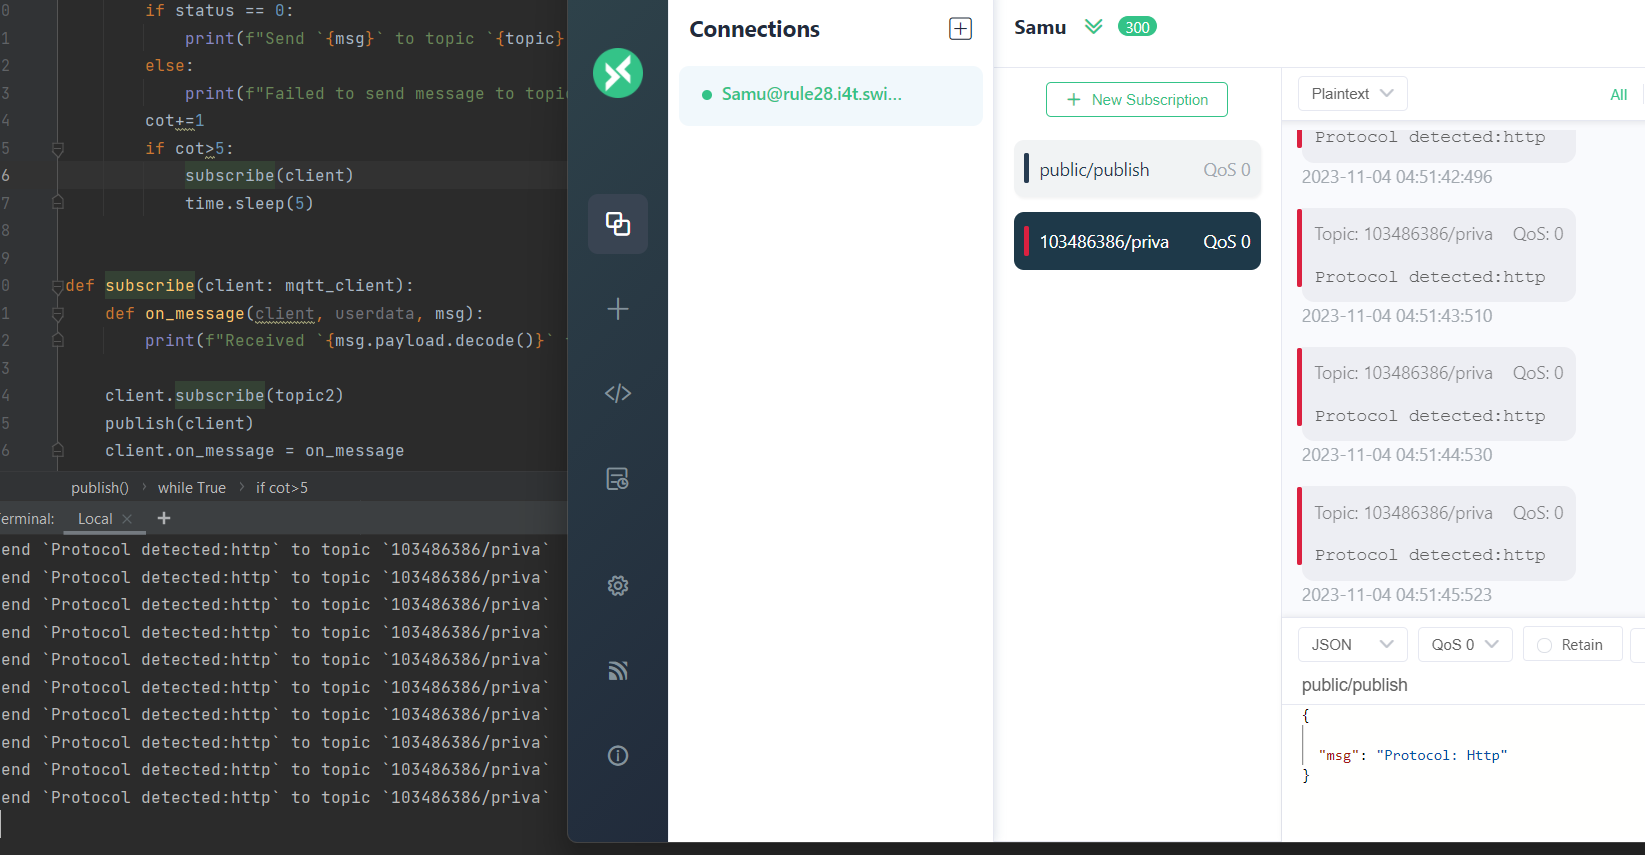 if status == 0:
print(f"Send `{msg}` to topic `{topic}
else:
print(f"Failed to send message to topi
cot+=1
if cot>5:
subscribe(client)
time.sleep(5)
def subscribe(client: mqtt_client):
def on_message(client, userdata, msg):
print(f"Received `{msg.payload.decode()}`
client.subscribe(topic2)
publish(client)
client.on_message = on_message
0
1
2
3
4
5
6
7
8
9
0
1
2
3
4
5
6
publish() > while True > if cot>5
erminal: Local × +
end `Protocol detected:http` to topic `103486386/priva`
end `Protocol detected:http` to topic `103486386/priva`
end `Protocol detected:http` to topic `103486386/priva`
end `Protocol detected:http` to topic `103486386/priva`
end `Protocol detected:http` to topic `103486386/priva`
end `Protocol detected:http` to topic `103486386/priva`
end `Protocol detected:http` to topic `103486386/priva`
end `Protocol detected:http` to topic `103486386/priva`
end `Protocol detected:http` to topic `103486386/priva`
end `Protocol detected:http` to topic `103486386/priva`
Connections
Samu@rule28.i4t.swi...
Samu 300
+ New Subscription
public/publish QoS 0
103486386/priva QoS 0
Plaintext
All
Protocol detected:http
2023-11-04 04:51:42:496
Topic: 103486386/priva QoS: 0
Protocol detected:http
2023-11-04 04:51:43:510
Topic: 103486386/priva QoS: 0
Protocol detected:http
2023-11-04 04:51:44:530
Topic: 103486386/priva QoS: 0
Protocol detected:http
2023-11-04 04:51:45:523
JSON QoS 0 Retain
public/publish
{
"msg": "Protocol: Http"
}